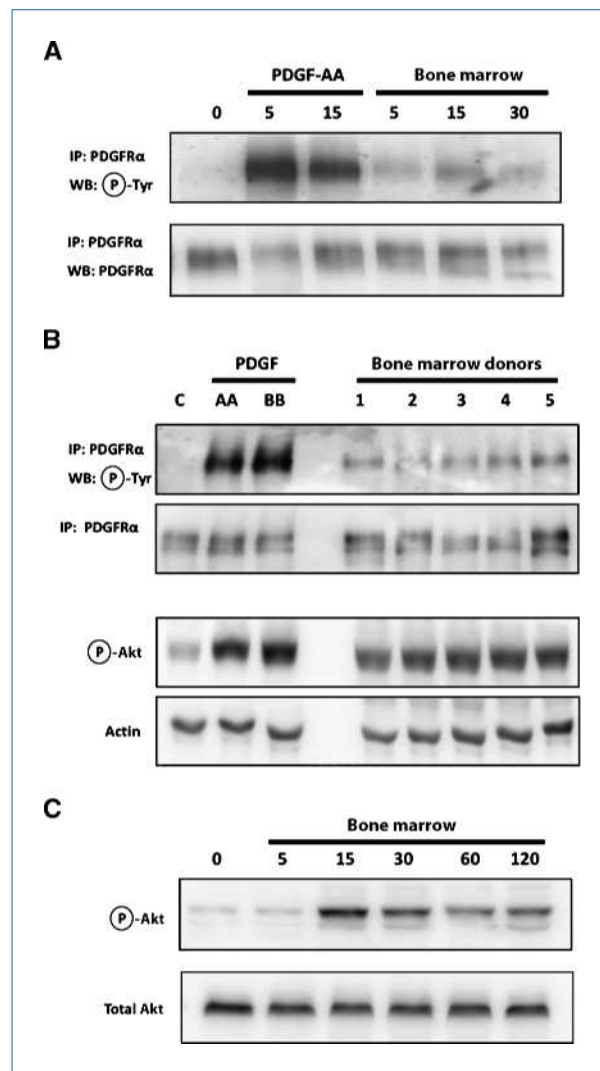 A
PDGF-AA Bone marrow
0 5 15 5 15 30
IP: PDGFRα
WB: Ⓟ-Tyr
IP: PDGFRα
WB: PDGFRα
B
PDGF Bone marrow donors
C AA BB 1 2 3 4 5
IP: PDGFRα
WB: Ⓟ-Tyr
IP: PDGFRα
Ⓟ-Akt
Actin
C
Bone marrow
0 5 15 30 60 120
Ⓟ-Akt
Total Akt